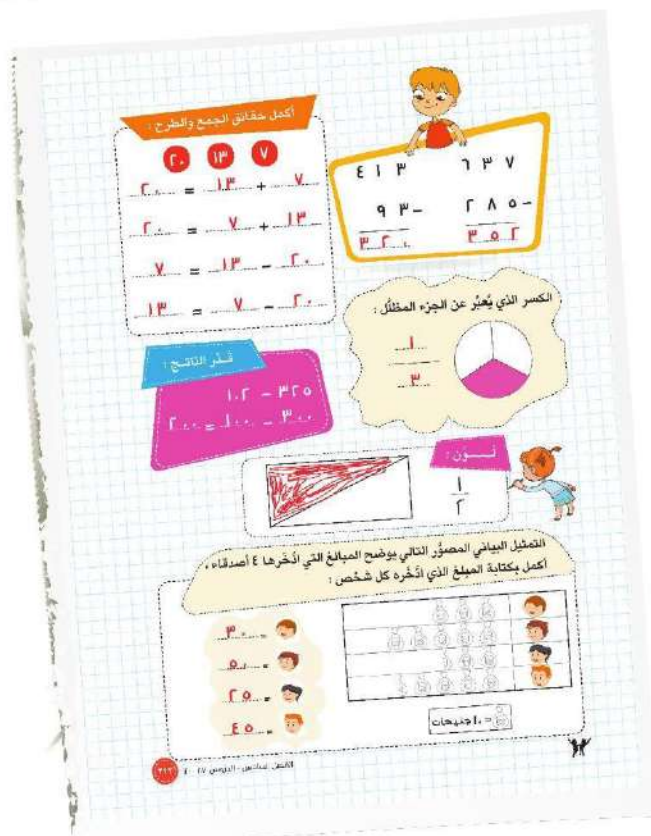 أكمل حقائق الجمع والطرح :
٧ ١٣ ٢٠
٧ + ١٣ = ٢٠
١٣ + ٧ = ٢٠
٢٠ - ١٣ = ٧
٢٠ - ٧ = ١٣
٦٣٧ ٤١٣
- ٢٨٥ - ٩٣
٣٥٢ ٣٢٠
الكسر الذي يُعبِّر عن الجزء المظلَّل :
١
٣
قدِّر الناتج :
٣٢٥ - ١٠٢
٣٠٠ - ١٠٠ = ٢٠٠
لـــوِّن :
١
٢
التمثيل البياني المصوَّر التالي يوضح المبالغ التي ادَّخَرها ٤ أصدقاء ،
أكمل بكتابة المبلغ الذي ادَّخَره كل شخص :
= ٣٠
= ٥٠
= ٢٥
= ٤٥
= ١٠ جنيهات